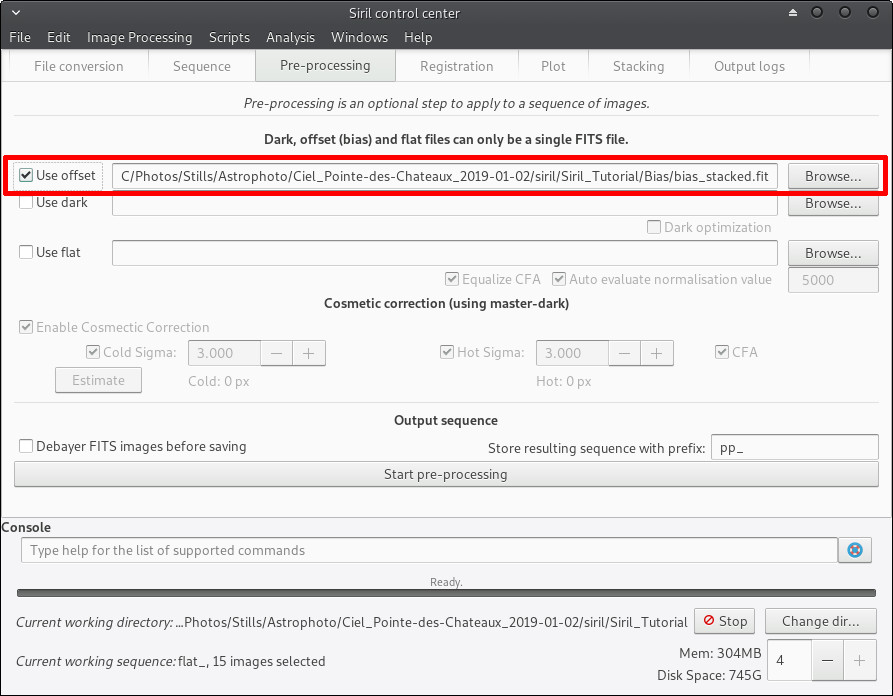 Siril control center
File Edit Image Processing Scripts Analysis Windows Help
File conversion Sequence Pre-processing Registration Plot Stacking Output logs
Pre-processing is an optional step to apply to a sequence of images.
Dark, offset (bias) and flat files can only be a single FITS file.
Use offset C/Photos/Stills/Astrophoto/Ciel_Pointe-des-Chateaux_2019-01-02/siril/Siril_Tutorial/Bias/bias_stacked.fit Browse...
Use dark Browse...
Dark optimization
Use flat Browse...
Equalize CFA Auto evaluate normalisation value 5000
Cosmetic correction (using master-dark)
Enable Cosmectic Correction
Cold Sigma: 3.000 − + Hot Sigma: 3.000 − + CFA
Estimate Cold: 0 px Hot: 0 px
Output sequence
Debayer FITS images before saving Store resulting sequence with prefix: pp_
Start pre-processing
Console
Type help for the list of supported commands
Ready.
Current working directory: ...Photos/Stills/Astrophoto/Ciel_Pointe-des-Chateaux_2019-01-02/siril/Siril_Tutorial Stop Change dir...
Current working sequence: flat_, 15 images selected Mem: 304MB 4 − +
Disk Space: 745G